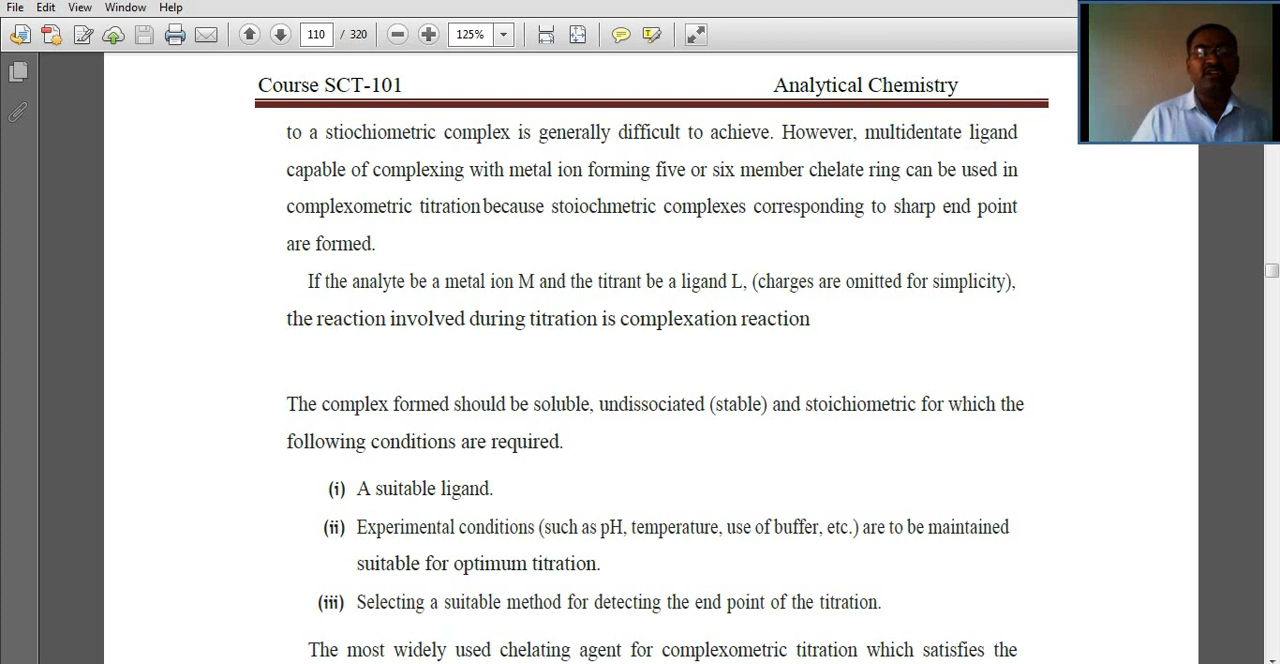 File Edit View Window Help
110 / 320 125%
Course SCT-101 Analytical Chemistry
to a stiochiometric complex is generally difficult to achieve. However, multidentate ligand
capable of complexing with metal ion forming five or six member chelate ring can be used in
complexometric titration because stoiochmetric complexes corresponding to sharp end point
are formed.
If the analyte be a metal ion M and the titrant be a ligand L, (charges are omitted for simplicity),
the reaction involved during titration is complexation reaction
The complex formed should be soluble, undissociated (stable) and stoichiometric for which the
following conditions are required.
(i) A suitable ligand.
(ii) Experimental conditions (such as pH, temperature, use of buffer, etc.) are to be maintained
suitable for optimum titration.
(iii) Selecting a suitable method for detecting the end point of the titration.
The most widely used chelating agent for complexometric titration which satisfies the